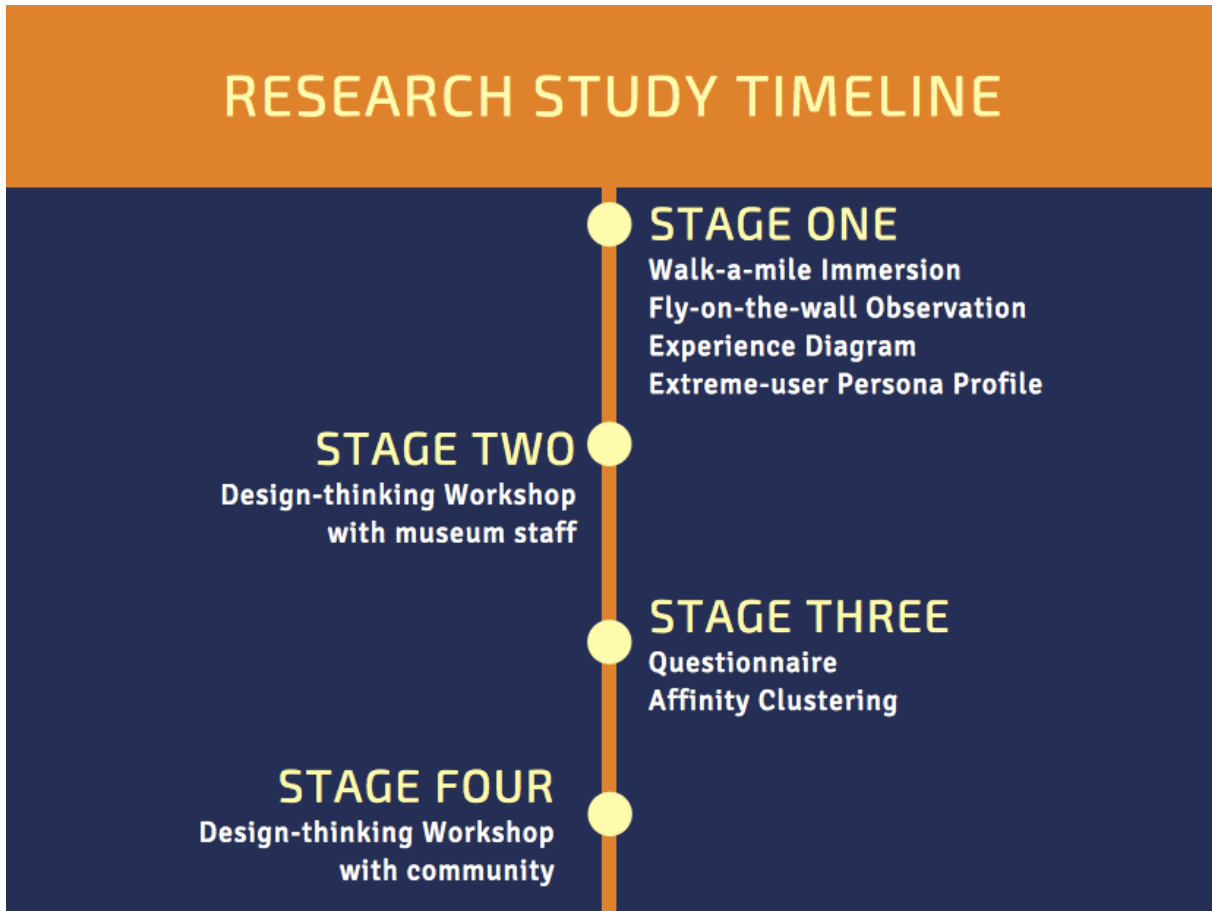 RESEARCH STUDY TIMELINE
STAGE ONE
Walk-a-mile Immersion
Fly-on-the-wall Observation
Experience Diagram
Extreme-user Persona Profile
STAGE TWO
Design-thinking Workshop
with museum staff
STAGE THREE
Questionnaire
Affinity Clustering
STAGE FOUR
Design-thinking Workshop
with community